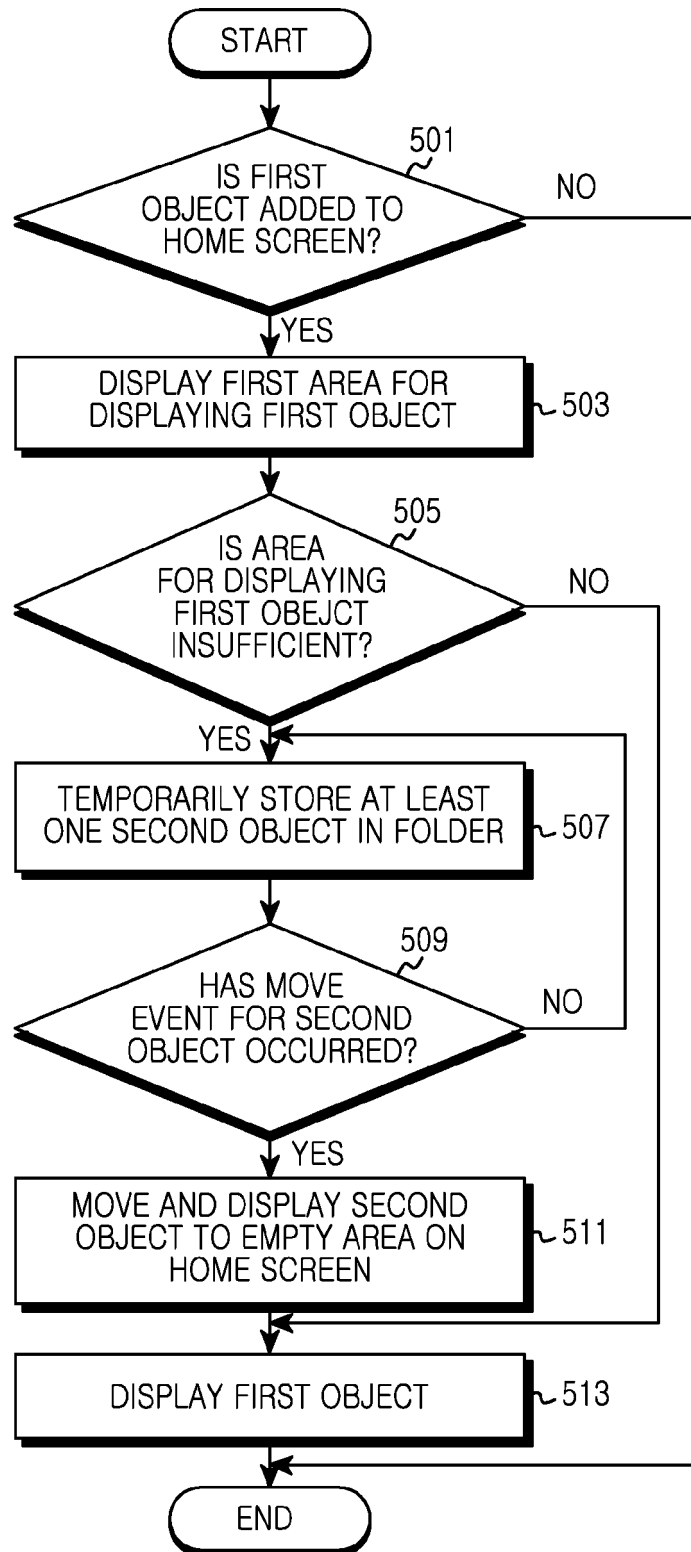 START
501
IS FIRST
OBJECT ADDED TO
HOME SCREEN?
NO
YES
DISPLAY FIRST AREA FOR
DISPLAYING FIRST OBJECT
503
505
IS AREA
FOR DISPLAYING
FIRST OBEJCT
INSUFFICIENT?
NO
YES
TEMPORARILY STORE AT LEAST
ONE SECOND OBJECT IN FOLDER
507
509
HAS MOVE
EVENT FOR SECOND
OBJECT OCCURRED?
NO
YES
MOVE AND DISPLAY SECOND
OBJECT TO EMPTY AREA ON
HOME SCREEN
511
DISPLAY FIRST OBJECT
513
END